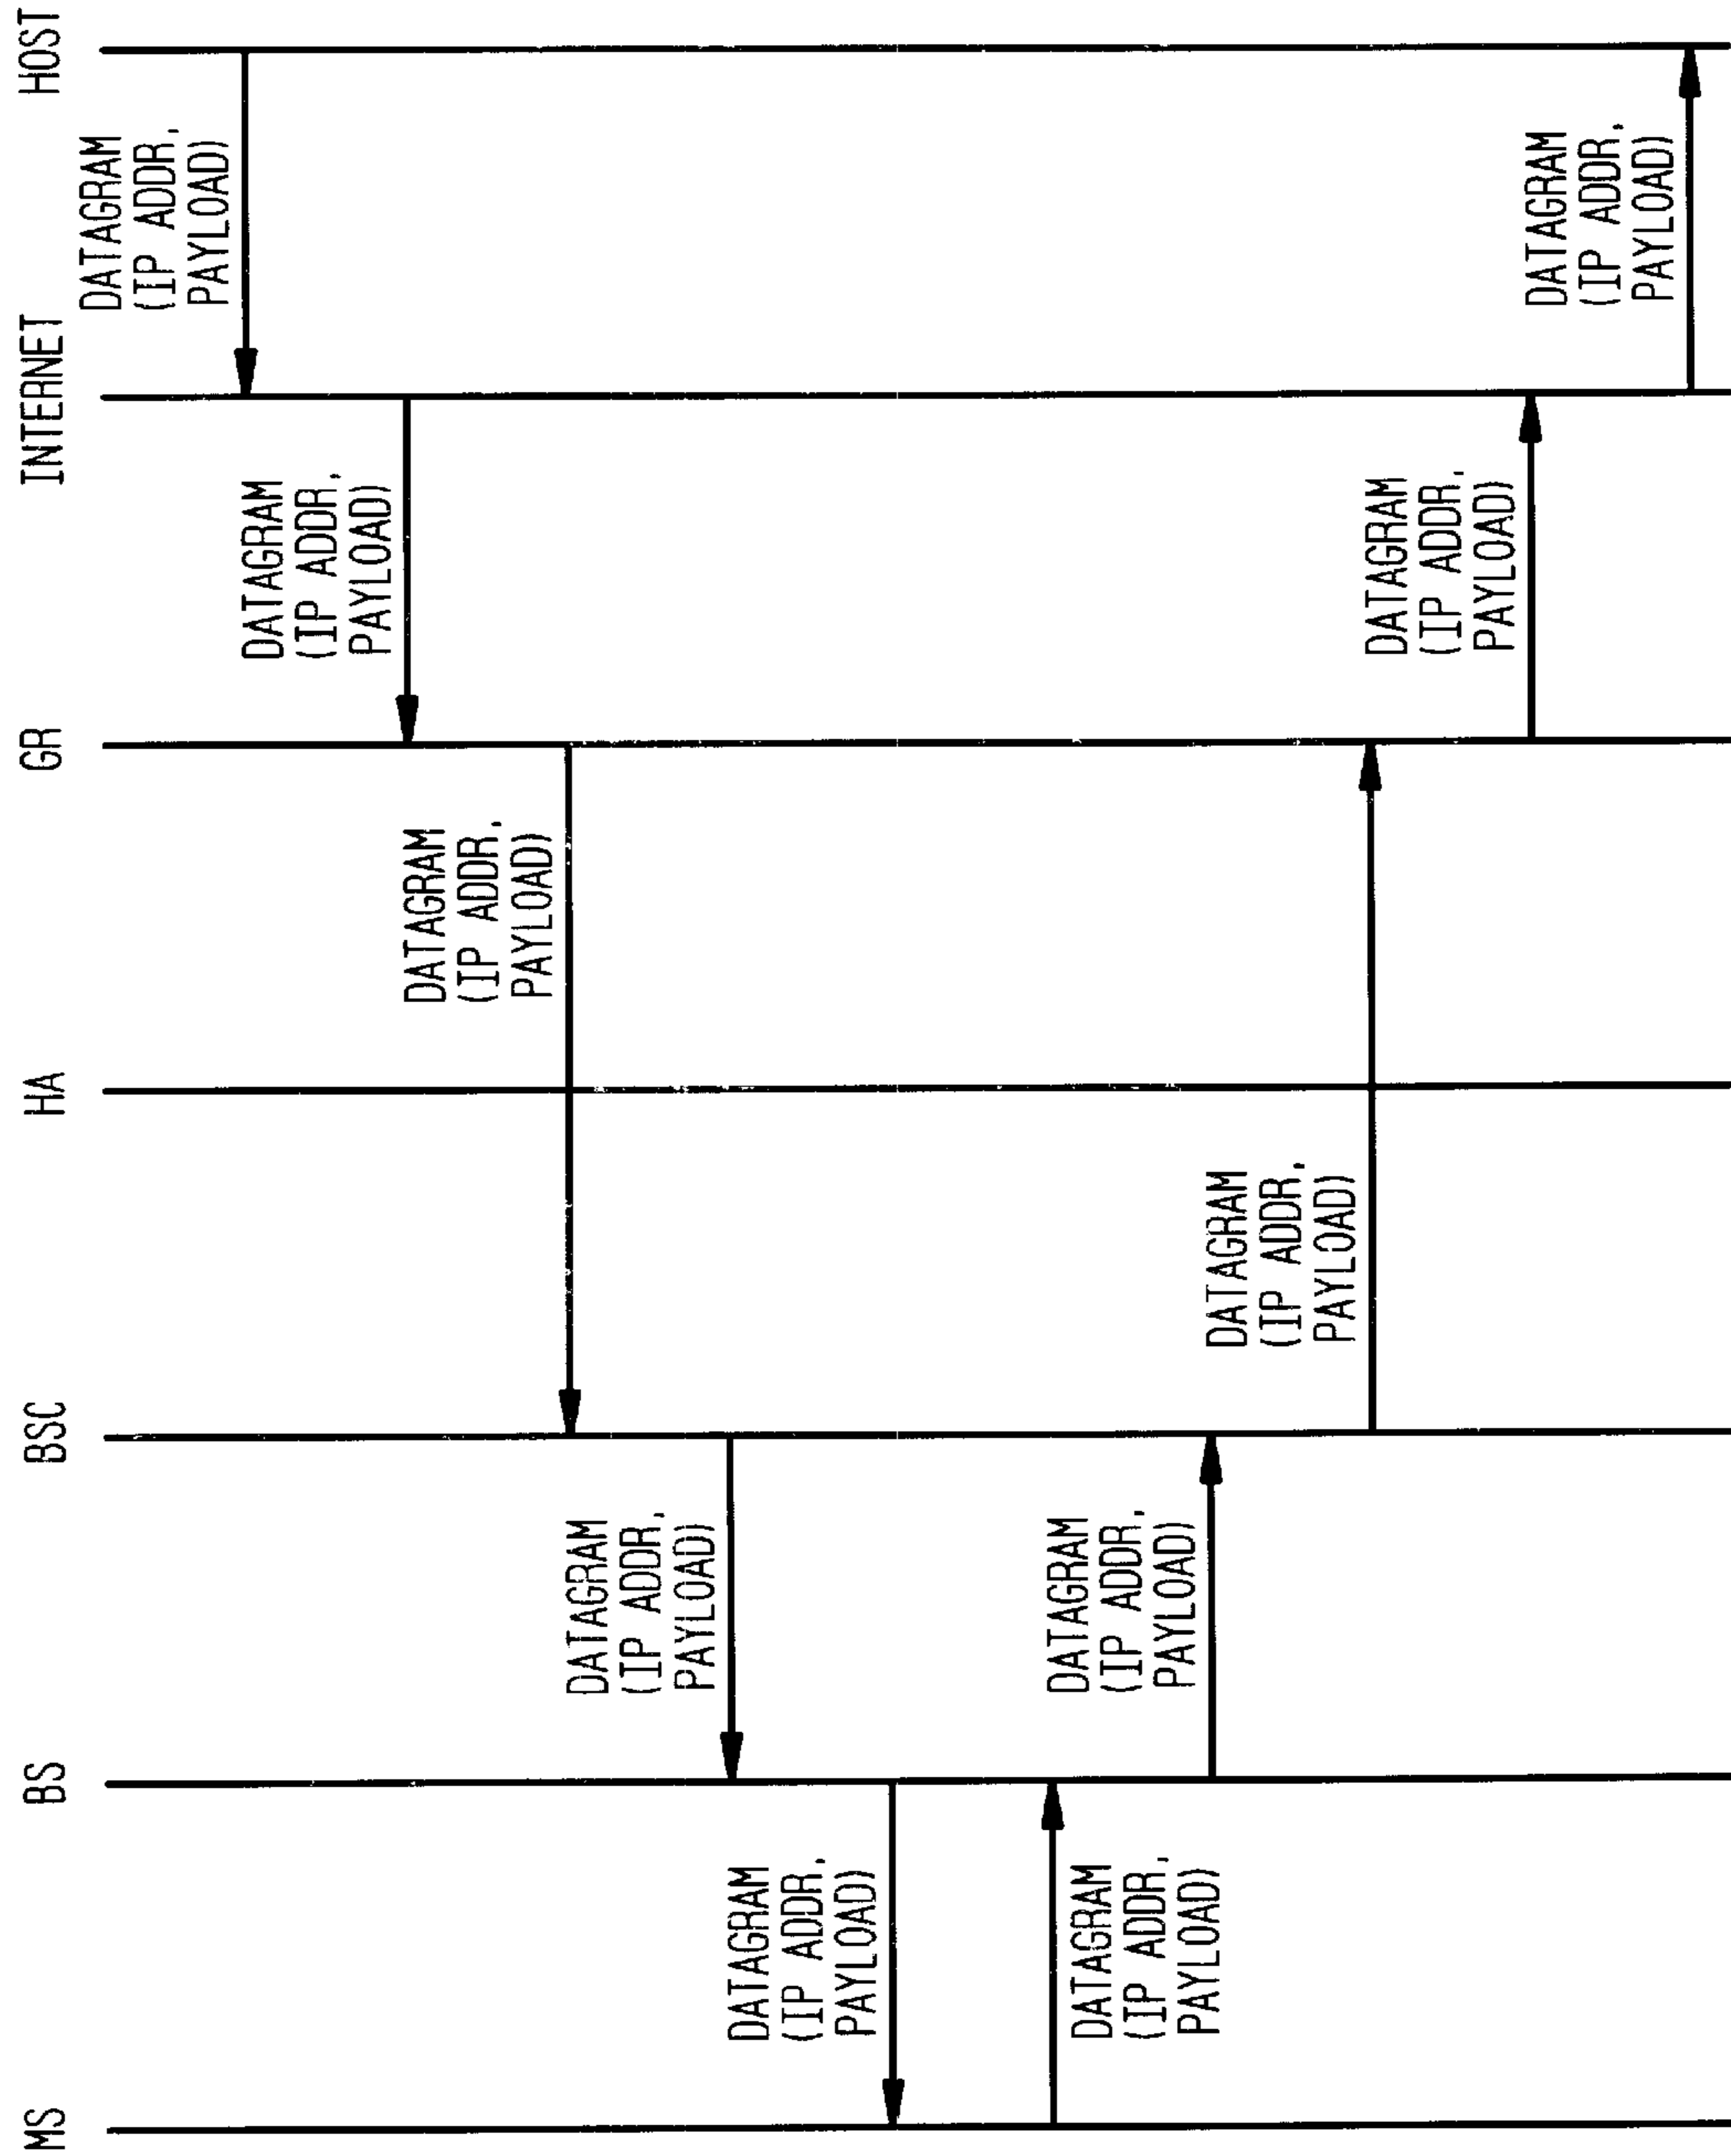 MS
BS
BSC
HA
GR
INTERNET
HOST
DATAGRAM
(IP ADDR,
PAYLOAD)
DATAGRAM
(IP ADDR,
PAYLOAD)
DATAGRAM
(IP ADDR,
PAYLOAD)
DATAGRAM
(IP ADDR,
PAYLOAD)
DATAGRAM
(IP ADDR,
PAYLOAD)
DATAGRAM
(IP ADDR,
PAYLOAD)
DATAGRAM
(IP ADDR,
PAYLOAD)
DATAGRAM
(IP ADDR,
PAYLOAD)
DATAGRAM
(IP ADDR,
PAYLOAD)
DATAGRAM
(IP ADDR,
PAYLOAD)